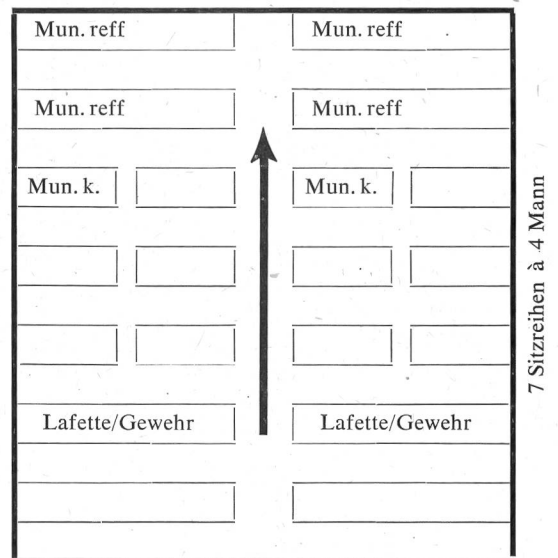 Mun. reff Mun. reff
Mun. reff Mun. reff
Mun. k. Mun. k.
Lafette/Gewehr Lafette/Gewehr
7 Sitzreihen à 4 Mann